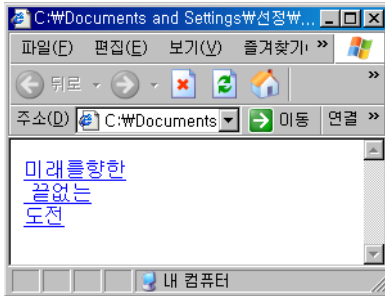 C:₩Documents and Settings₩선정₩...
파일(F) 편집(E) 보기(V) 즐겨찾기 »
뒤로 »
주소(D) C:₩Documents 이동 연결 »
미래를향한
끝없는
도전
내 컴퓨터